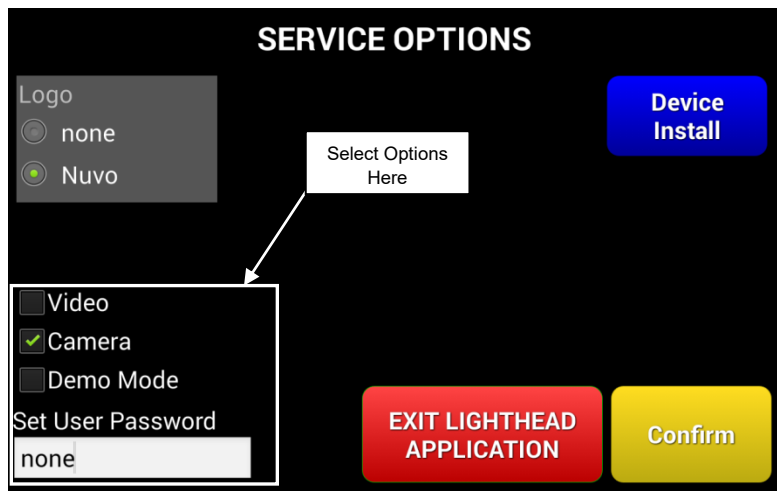 SERVICE OPTIONS
Logo
none
Nuvo
Device
Install
Select Options
Here
Video
Camera
Demo Mode
Set User Password
none
EXIT LIGHTHEAD
APPLICATION
Confirm